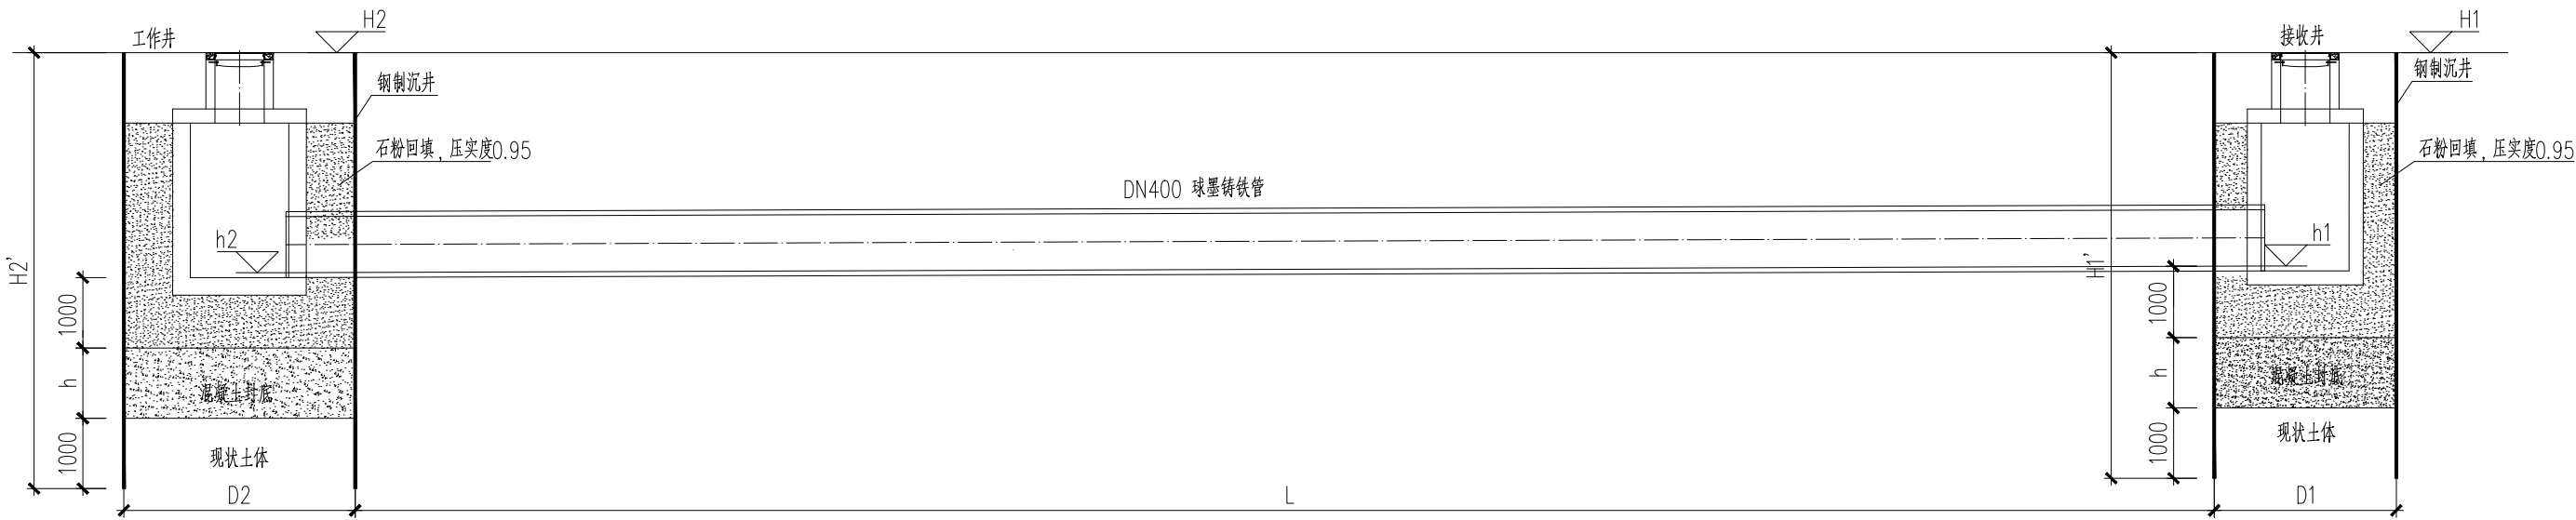 H2
工作井
钢制沉井
石粉回填，压实度0.95
h2
H2'
1000
h
1000
混凝土封底
现状土体
D2
DN400 球墨铸铁管
L
H1
接收井
钢制沉井
石粉回填，压实度0.95
h1
H1'
1000
h
1000
混凝土封底
现状土体
D1